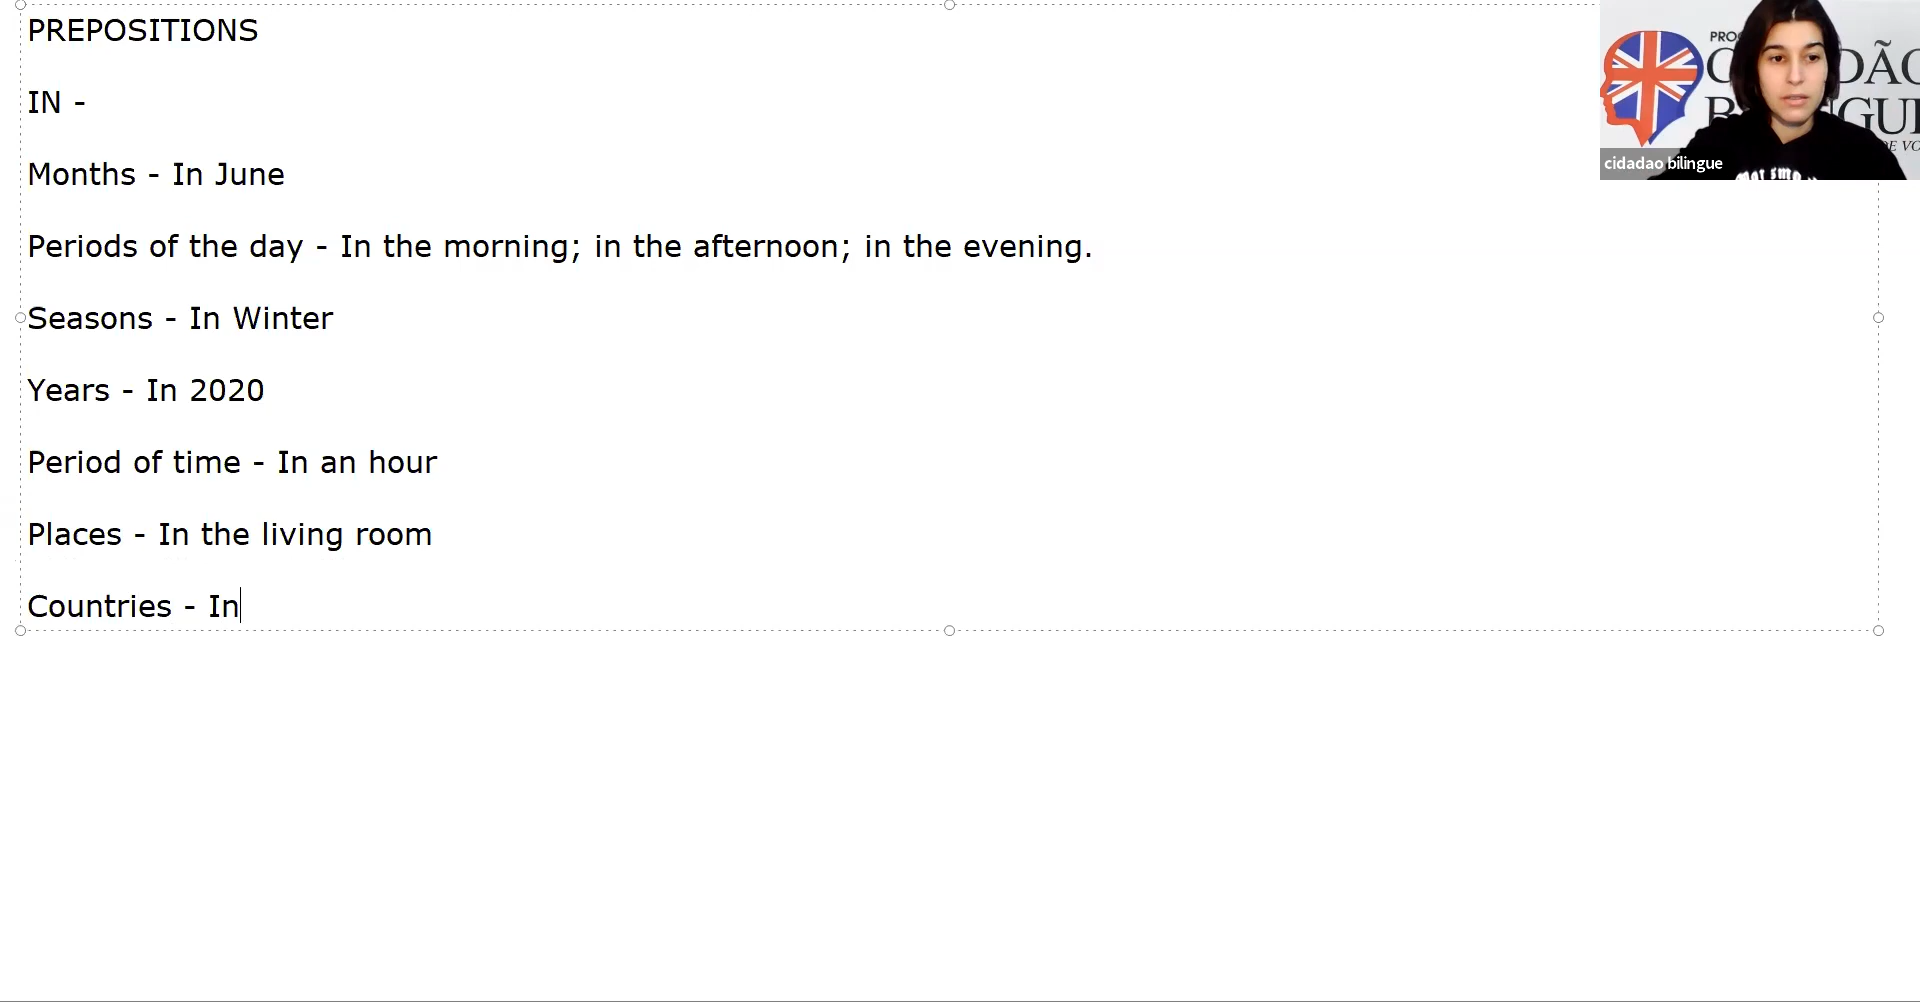 PREPOSITIONS
IN -
Months - In June
Periods of the day - In the morning; in the afternoon; in the evening.
Seasons - In Winter
Years - In 2020
Period of time - In an hour
Places - In the living room
Countries - In
cidadao bilingue